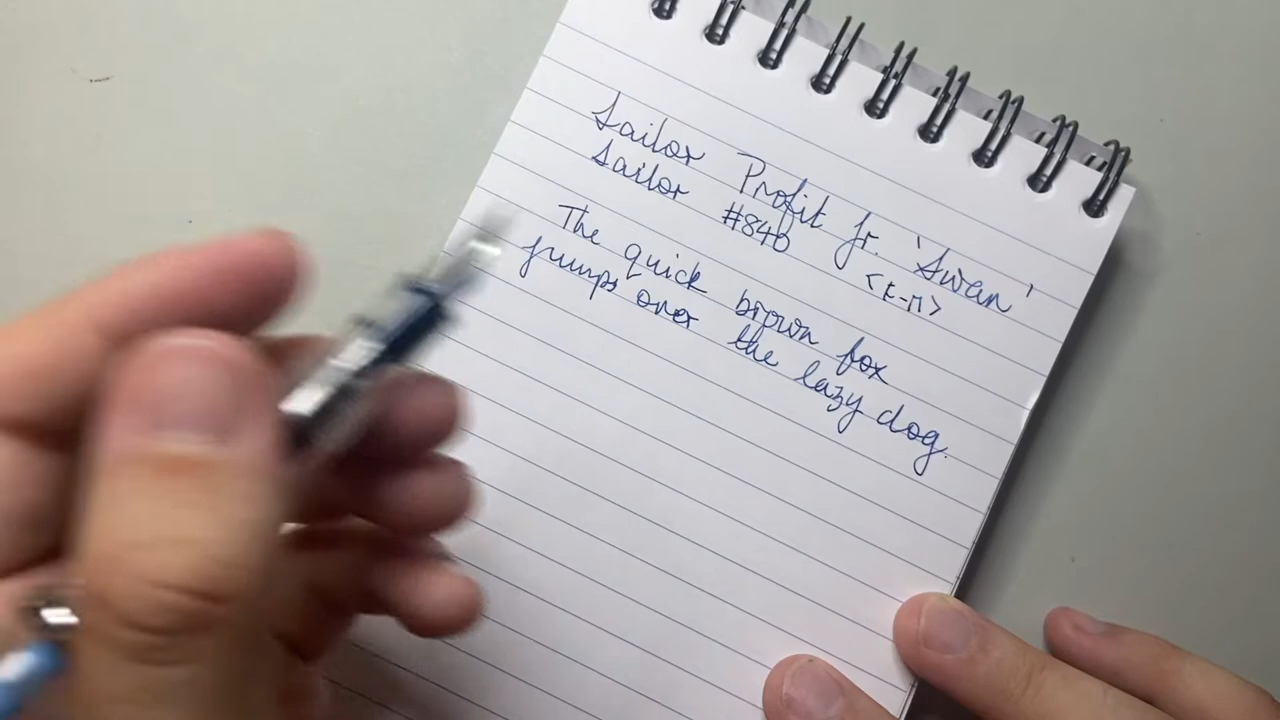 Sailor Profit Jr. 'Swan'
Sailor #840 <F-M>
The quick brown fox
jumps over the lazy dog.